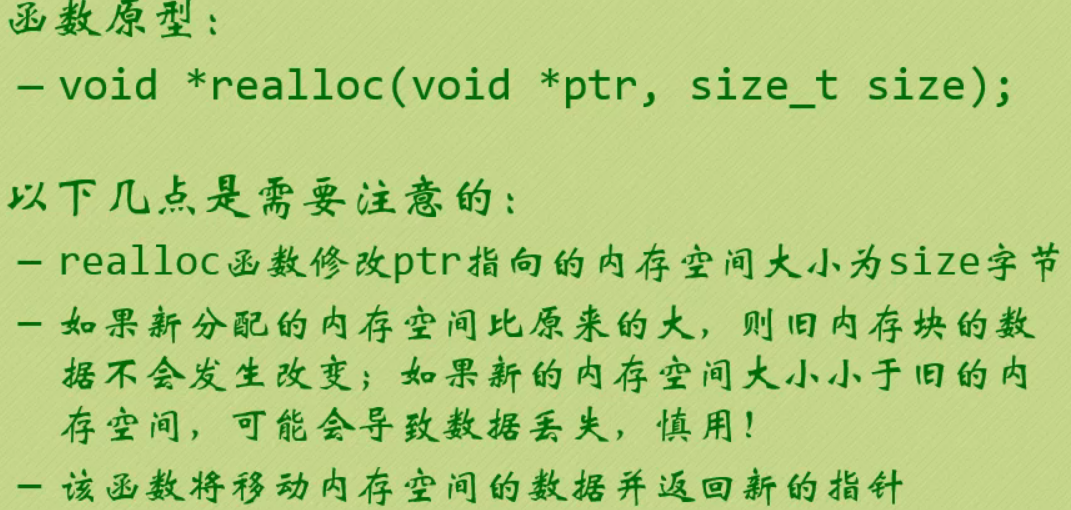 函数原型：
– void *realloc(void *ptr, size_t size);
以下几点是需要注意的：
– realloc函数修改ptr指向的内存空间大小为size字节
– 如果新分配的内存空间比原来的大，则旧内存块的数
据不会发生改变；如果新的内存空间大小小于旧的内
存空间，可能会导致数据丢失，慎用！
– 该函数将移动内存空间的数据并返回新的指针